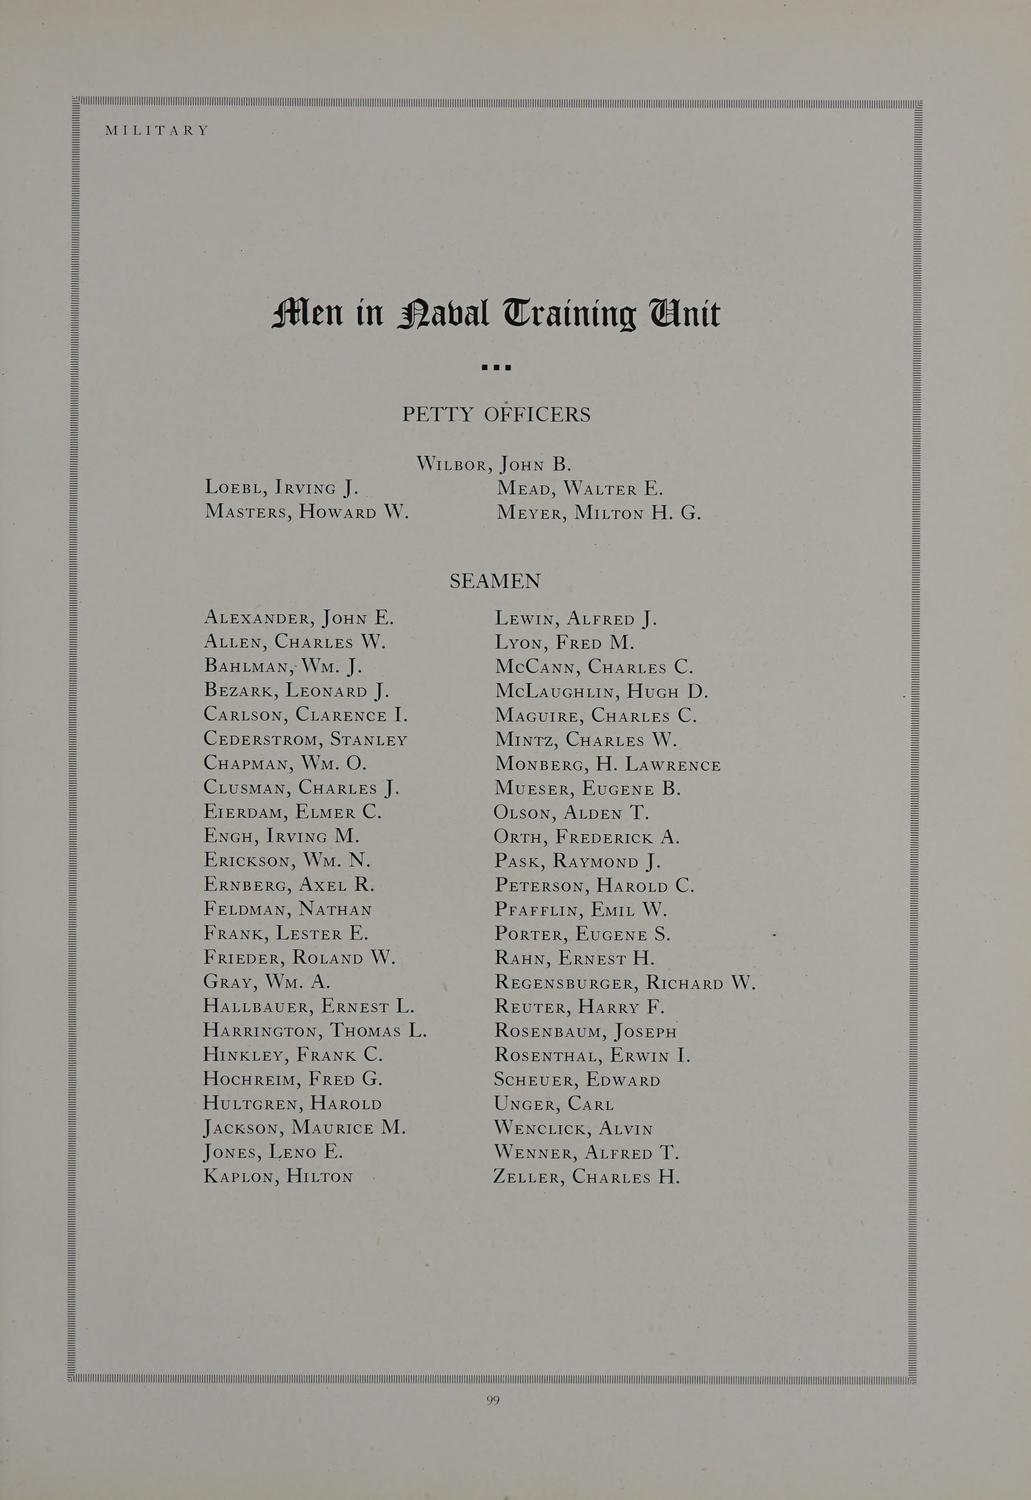 MILITARY
Men in Naval Training Unit
PETTY OFFICERS
Wilbor, John B.
Loebl, Irving J.
Masters, Howard W.
Mead, Walter E.
Meyer, Milton H. G.
SEAMEN
Alexander, John E.
Allen, Charles W.
Bahlman, Wm. J.
Bezark, Leonard J.
Carlson, Clarence I.
Cederstrom, Stanley
Chapman, Wm. O.
Clusman, Charles J.
Eierdam, Elmer C.
Engh, Irving M.
Erickson, Wm. N.
Ernberg, Axel R.
Feldman, Nathan
Frank, Lester E.
Frieder, Roland W.
Gray, Wm. A.
Hallbauer, Ernest L.
Harrington, Thomas L.
Hinkley, Frank C.
Hochreim, Fred G.
Hultgren, Harold
Jackson, Maurice M.
Jones, Leno E.
Kaplon, Hilton
Lewin, Alfred J.
Lyon, Fred M.
McCann, Charles C.
McLaughlin, Hugh D.
Maguire, Charles C.
Mintz, Charles W.
Monberg, H. Lawrence
Mueser, Eugene B.
Olson, Alden T.
Orth, Frederick A.
Pask, Raymond J.
Peterson, Harold C.
Pfafflin, Emil W.
Porter, Eugene S.
Rahn, Ernest H.
Regensburger, Richard W.
Reuter, Harry F.
Rosenbaum, Joseph
Rosenthal, Erwin I.
Scheuer, Edward
Unger, Carl
Wenglick, Alvin
Wenner, Alfred T.
Zeller, Charles H.
99